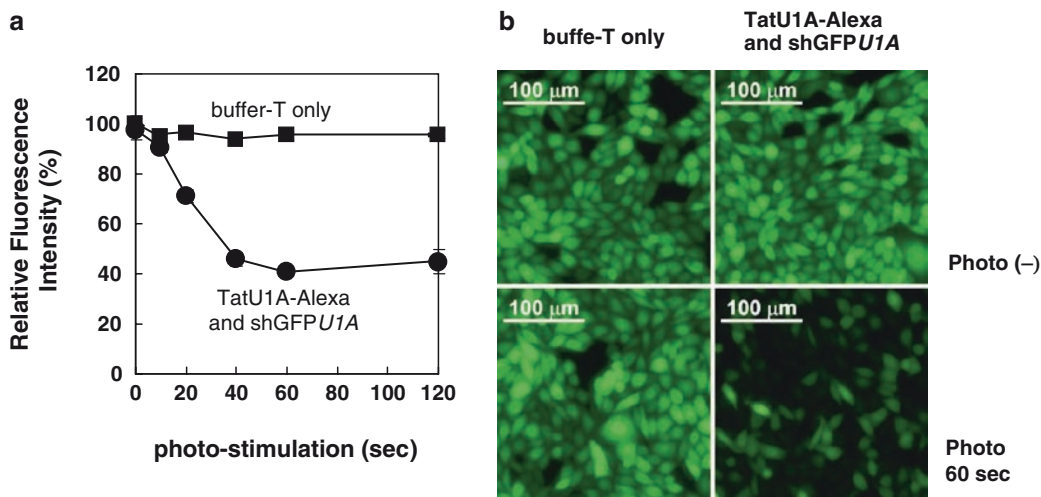 a
Relative Fluorescence
Intensity (%)
120
100
80
60
40
20
0
buffer-T only
TatU1A-Alexa
and shGFPU1A
0 20 40 60 80 100 120
photo-stimulation (sec)
b
buffe-T only
TatU1A-Alexa
and shGFPU1A
100 μm
100 μm
Photo (–)
100 μm
100 μm
Photo
60 sec